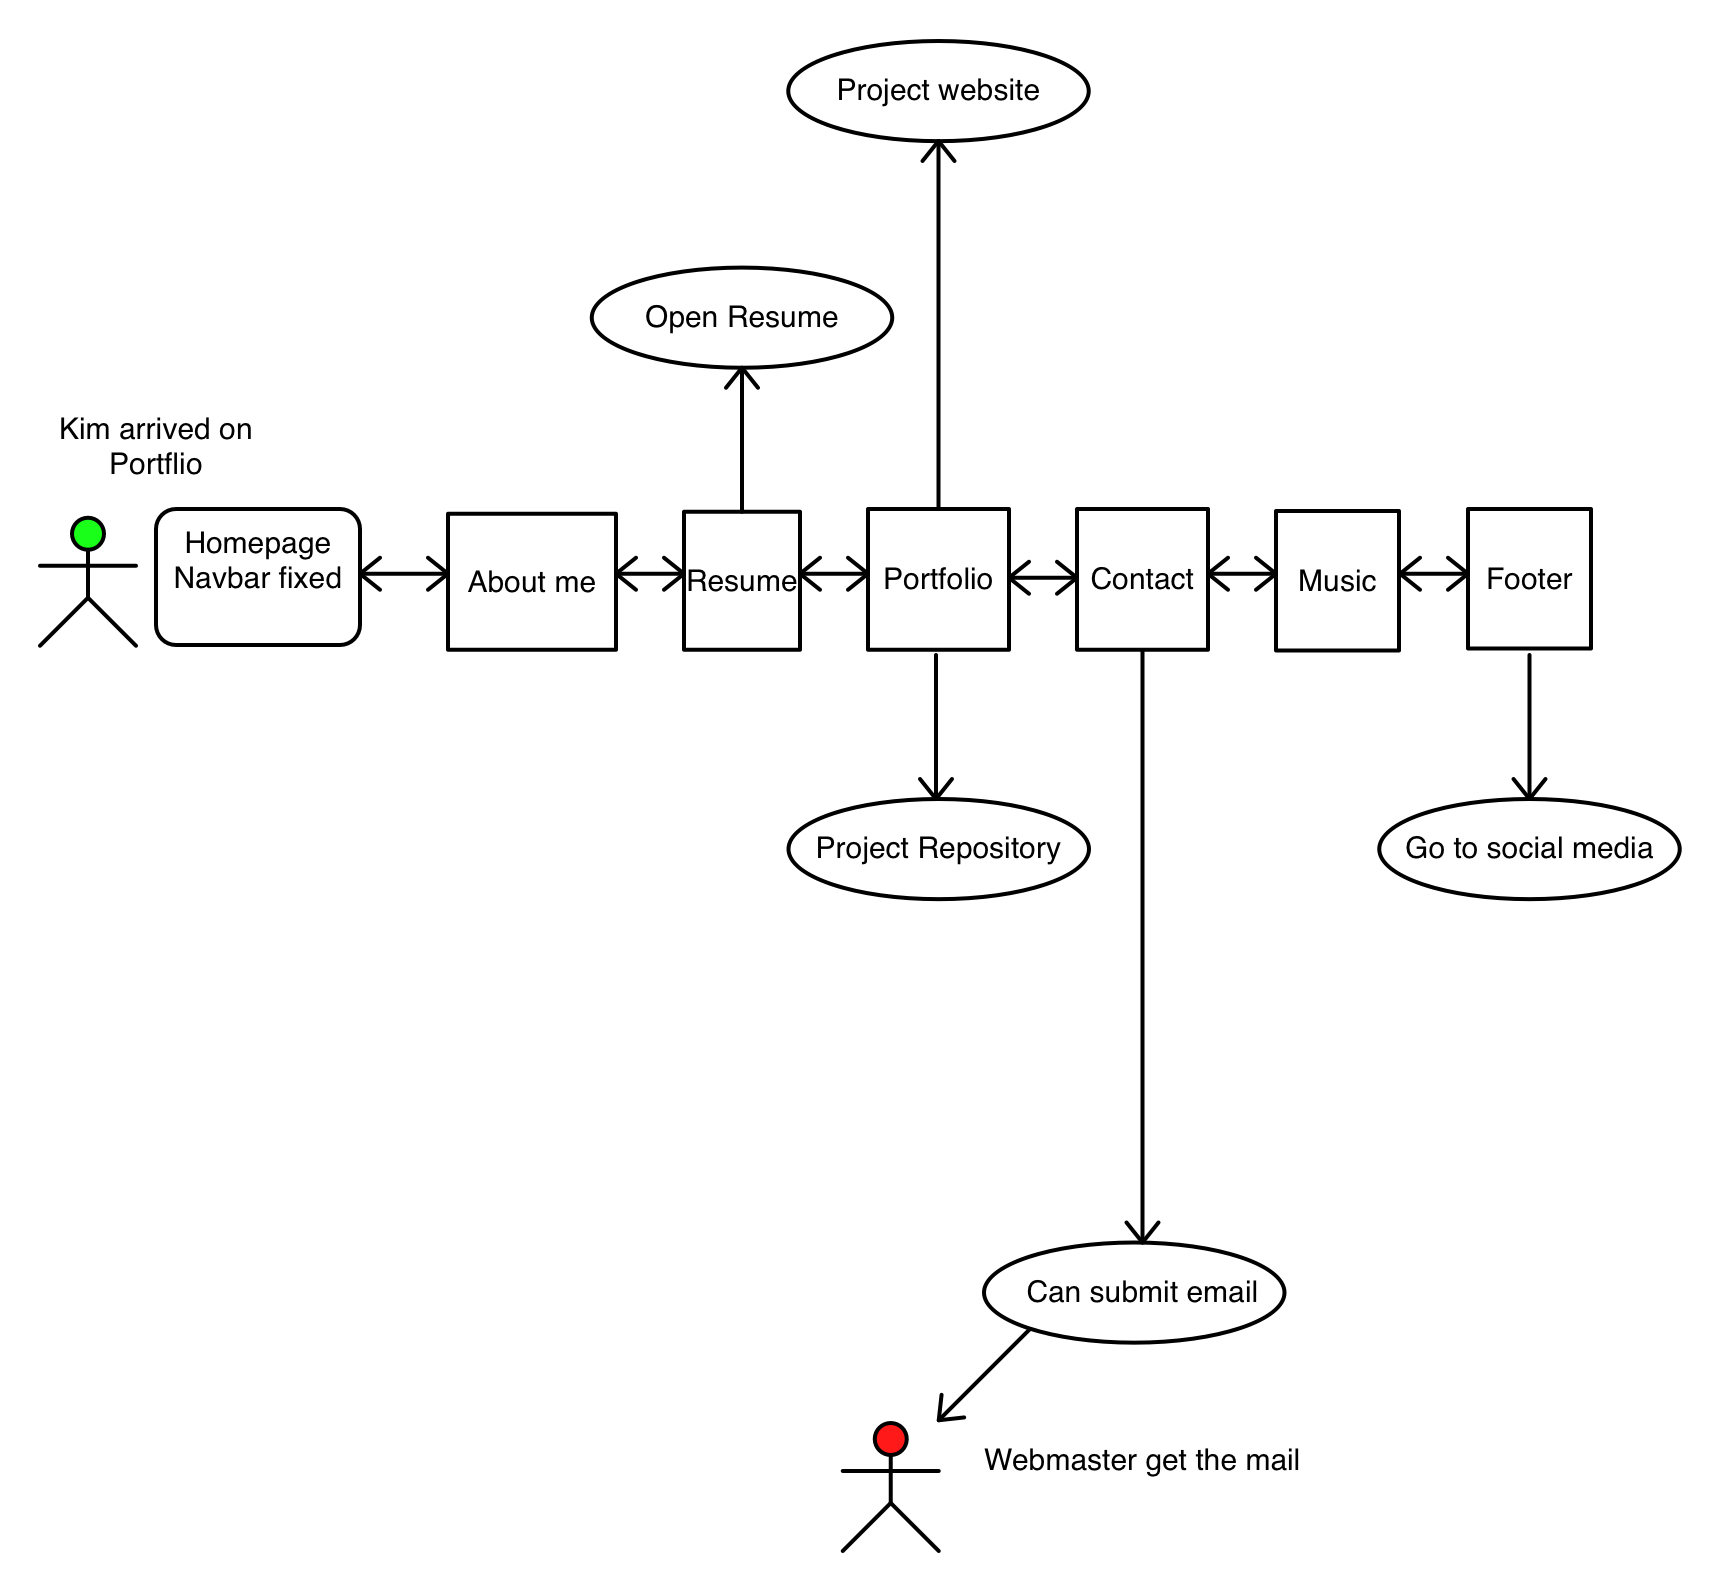 Project website
Open Resume
Kim arrived on
Portflio
Homepage
Navbar fixed
About me
Resume
Portfolio
Contact
Music
Footer
Project Repository
Go to social media
Can submit email
Webmaster get the mail